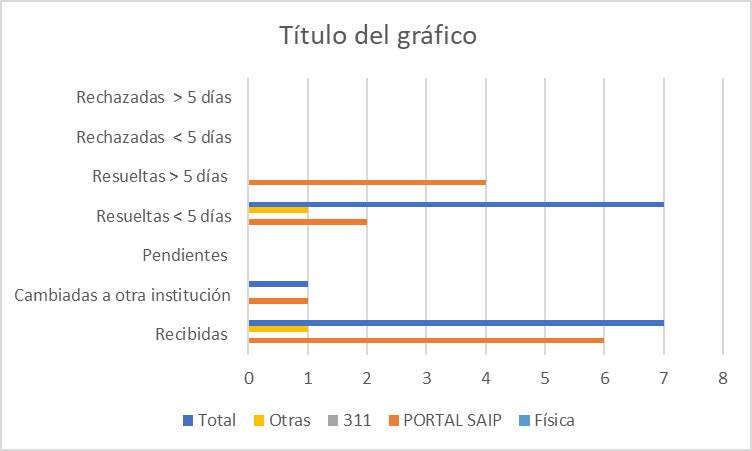 Título del gráfico
Rechazadas > 5 días
Rechazadas < 5 días
Resueltas > 5 días
Resueltas < 5 días
Pendientes
Cambiadas a otra institución
Recibidas
0 1 2 3 4 5 6 7 8
Total Otras 311 PORTAL SAIP Física